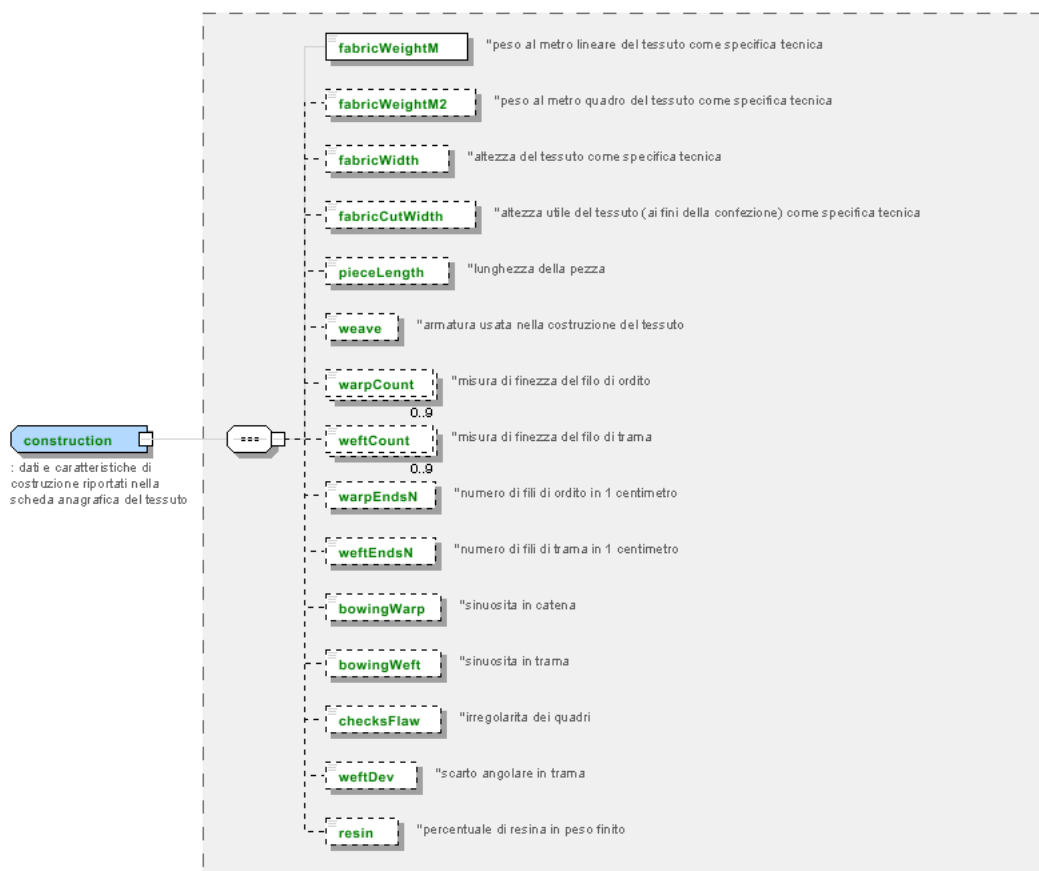 fabricWeightM "peso al metro lineare del tessuto come specifica tecnica
fabricWeightM2 "peso al metro quadro del tessuto come specifica tecnica
fabricWidth "altezza del tessuto come specifica tecnica
fabricCutWidth "altezza utile del tessuto (ai fini della confezione) come specifica tecnica
pieceLength "lunghezza della pezza
weave "armatura usata nella costruzione del tessuto
warpCount "misura di finezza del filo di ordito
0..9
construction
: dati e caratteristiche di
costruzione riportati nella
scheda anagrafica del tessuto
weftCount "misura di finezza del filo di trama
0..9
warpEndsN "numero di fili di ordito in 1 centimetro
weftEndsN "numero di fili di trama in 1 centimetro
bowingWarp "sinuosita in catena
bowingWeft "sinuosita in trama
checksFlaw "irregolarita dei quadri
weftDev "scarto angolare in trama
resin "percentuale di resina in peso finito